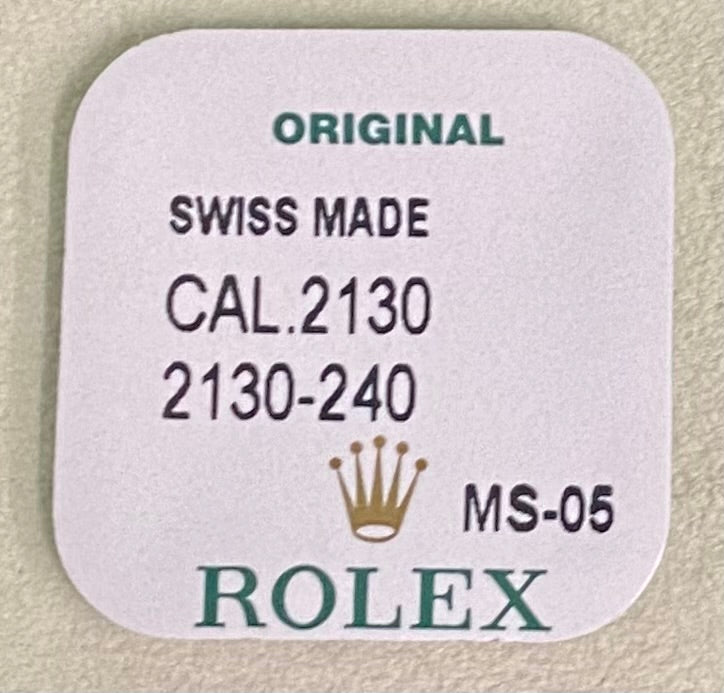 ORIGINAL
SWISS MADE
CAL.2130
2130-240
MS-05
ROLEX